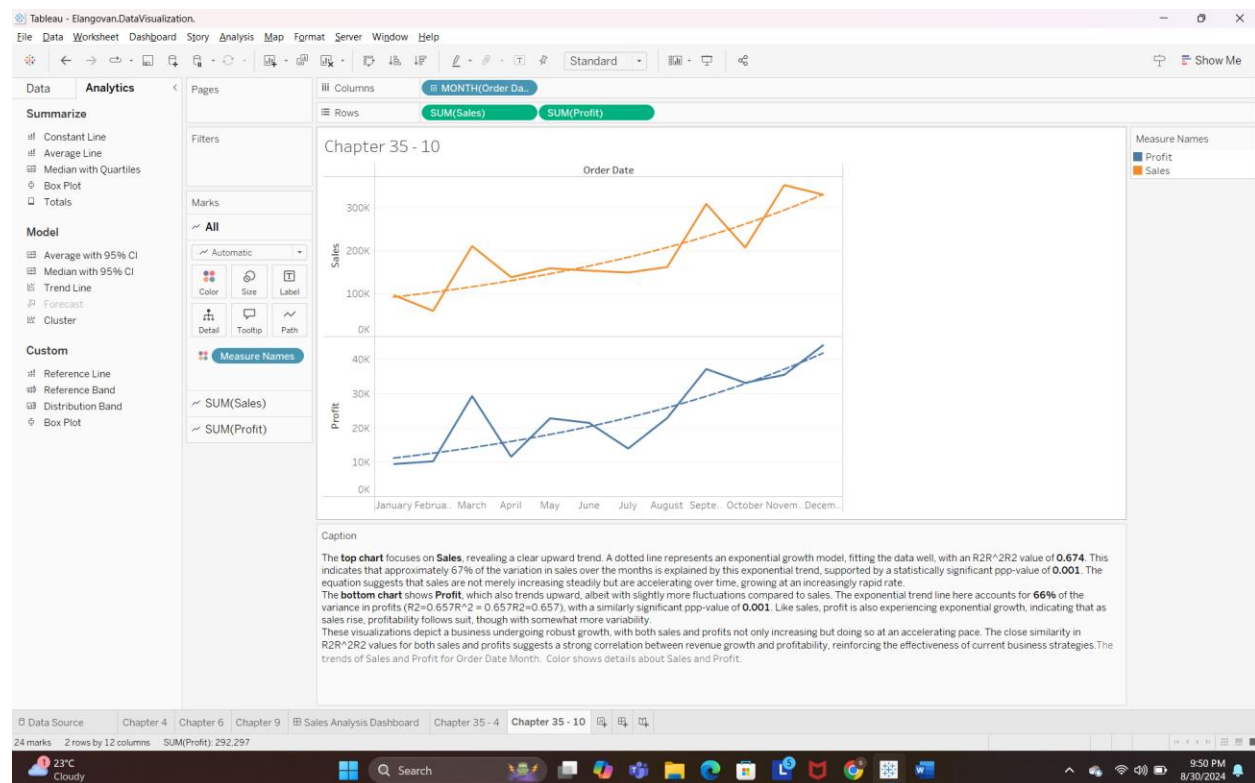 Tableau - Elangovan.DataVisualization.
File Data Worksheet Dashboard Story Analysis Map Format Server Window Help
Standard
Show Me
Data Analytics
Pages
Columns
MONTH(Order Da..
Rows
SUM(Sales)
SUM(Profit)
Summarize
Constant Line
Average Line
Median with Quartiles
Box Plot
Totals
Model
Average with 95% CI
Median with 95% CI
Trend Line
Forecast
Cluster
Custom
Reference Line
Reference Band
Distribution Band
Box Plot
Filters
Marks
All
Automatic
Color Size Label
Detail Tooltip Path
Measure Names
SUM(Sales)
SUM(Profit)
Chapter 35 - 10
Order Date
Sales
300K
200K
100K
0K
Profit
40K
30K
20K
10K
0K
January Februa.. March April May June July August Septe.. October Novem.. Decem..
Measure Names
Profit
Sales
Caption
The top chart focuses on Sales, revealing a clear upward trend. A dotted line represents an exponential growth model, fitting the data well, with an R2R^2R2 value of 0.674. This
indicates that approximately 67% of the variation in sales over the months is explained by this exponential trend, supported by a statistically significant ppp-value of 0.001. The
equation suggests that sales are not merely increasing steadily but are accelerating over time, growing at an increasingly rapid rate.
The bottom chart shows Profit, which also trends upward, albeit with slightly more fluctuations compared to sales. The exponential trend line here accounts for 66% of the
variance in profits (R2=0.657R^2 = 0.657R2=0.657), with a similarly significant ppp-value of 0.001. Like sales, profit is also experiencing exponential growth, indicating that as
sales rise, profitability follows suit, though with somewhat more variability.
These visualizations depict a business undergoing robust growth, with both sales and profits not only increasing but doing so at an accelerating pace. The close similarity in
R2R^2R2 values for both sales and profits suggests a strong correlation between revenue growth and profitability, reinforcing the effectiveness of current business strategies.The
trends of Sales and Profit for Order Date Month. Color shows details about Sales and Profit.
Data Source Chapter 4 Chapter 6 Chapter 9 Sales Analysis Dashboard Chapter 35 - 4 Chapter 35 - 10
24 marks 2 rows by 12 columns SUM(Profit): 292,297
1
23°C
Cloudy
Search
9:50 PM
8/30/2024